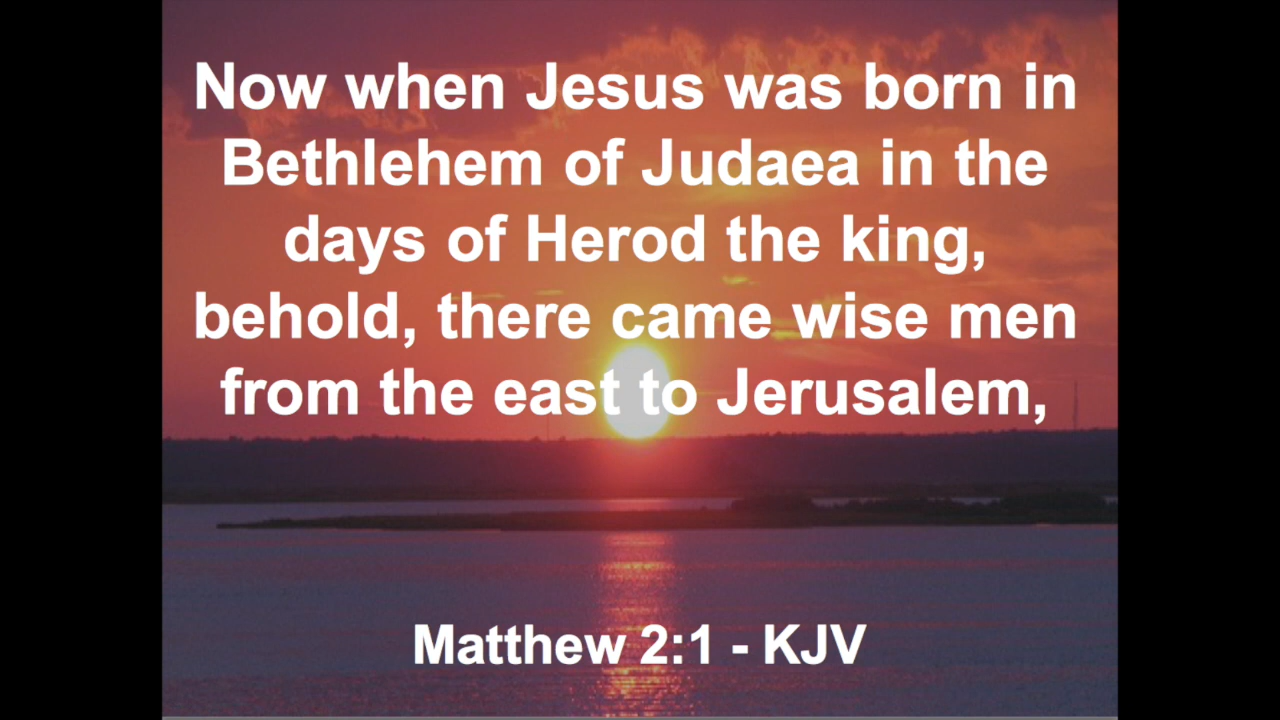 Now when Jesus was born in
Bethlehem of Judaea in the
days of Herod the king,
behold, there came wise men
from the east to Jerusalem,
Matthew 2:1 - KJV